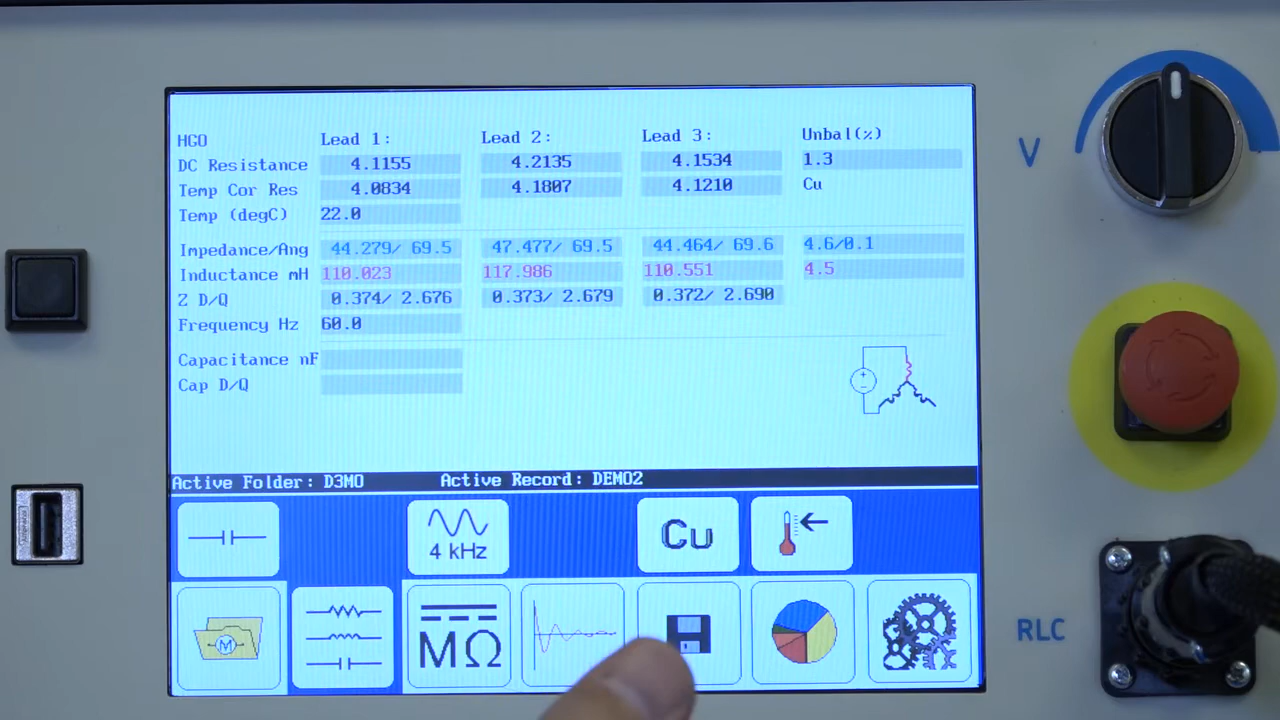 HGO Lead 1: Lead 2: Lead 3: Unbal(%)
DC Resistance 4.1155 4.2135 4.1534 1.3
Temp Cor Res 4.0834 4.1807 4.1210 Cu
Temp (degC) 22.0
Impedance/Ang 44.279/ 69.5 47.477/ 69.5 44.464/ 69.6 4.6/0.1
Inductance mH 110.023 117.986 110.551 4.5
Z D/Q 0.374/ 2.676 0.373/ 2.679 0.372/ 2.690
Frequency Hz 60.0
Capacitance nF
Cap D/Q
Active Folder: D3MO Active Record: DEMO2
4 kHz
Cu
M
MΩ
V
RLC